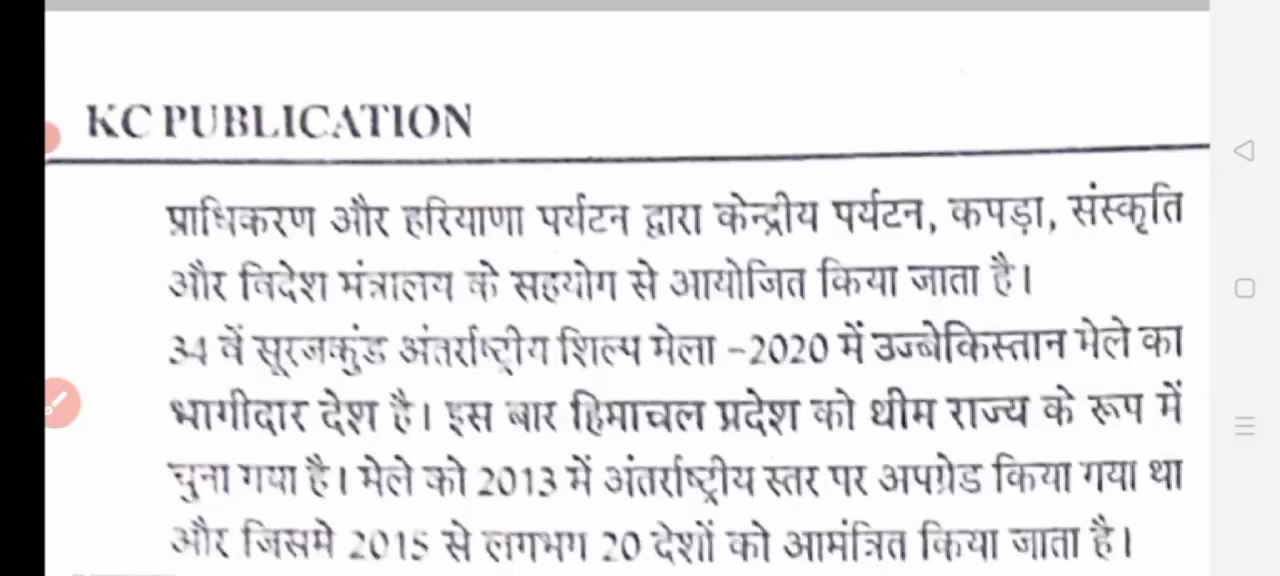 KC PUBLICATION
प्राधिकरण और हरियाणा पर्यटन द्वारा केन्द्रीय पर्यटन, कपड़ा, संस्कृति
और विदेश मंत्रालय के सहयोग से आयोजित किया जाता है।
34 वें सूरजकुंड अंतर्राष्ट्रीय शिल्प मेला -2020 में उज्बेकिस्तान मेले का
भागीदार देश है। इस बार हिमाचल प्रदेश को थीम राज्य के रूप में
चुना गया है। मेले को 2013 में अंतर्राष्ट्रीय स्तर पर अपग्रेड किया गया था
और जिसमे 2015 से लगभग 20 देशों को आमंत्रित किया जाता है।